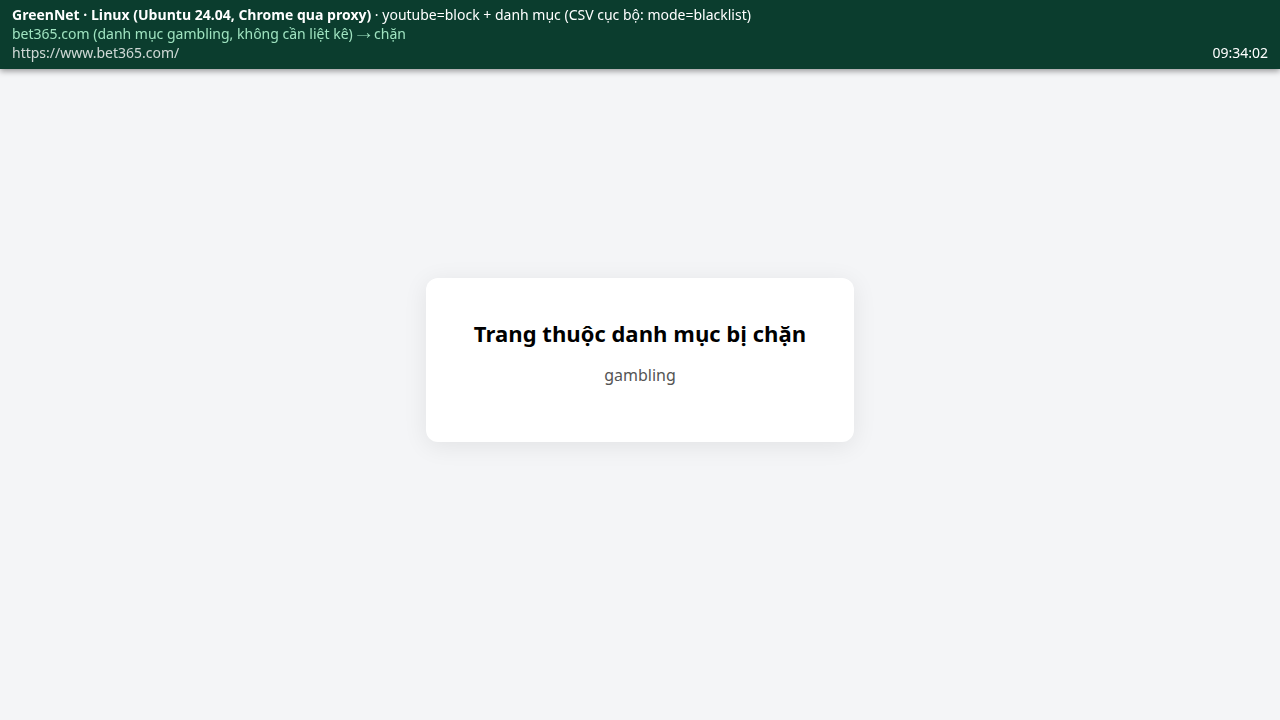 GreenNet · Linux (Ubuntu 24.04, Chrome qua proxy) · youtube=block + danh mục (CSV cục bộ: mode=blacklist)
bet365.com (danh mục gambling, không cần liệt kê) → chặn
https://www.bet365.com/ 09:34:02
Trang thuộc danh mục bị chặn
gambling